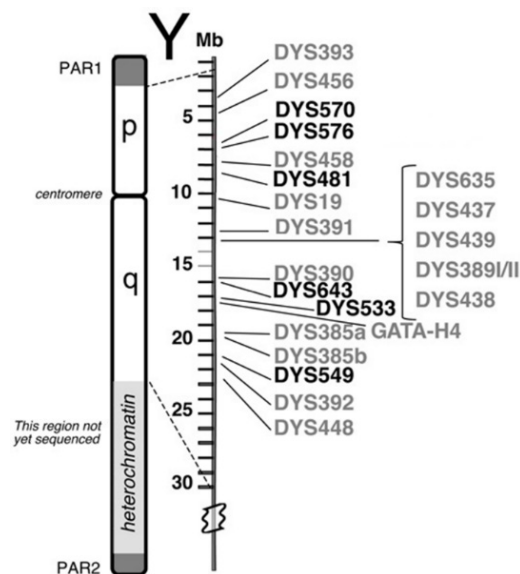 Y
Mb
PAR1
p
centromere
q
This region not
yet sequenced
heterochromatin
PAR2
5
10
15
20
25
30
DYS393
DYS456
DYS570
DYS576
DYS458
DYS481
DYS19
DYS391
DYS635
DYS437
DYS439
DYS389I/II
DYS438
DYS390
DYS643
DYS533
GATA-H4
DYS385a
DYS385b
DYS549
DYS392
DYS448